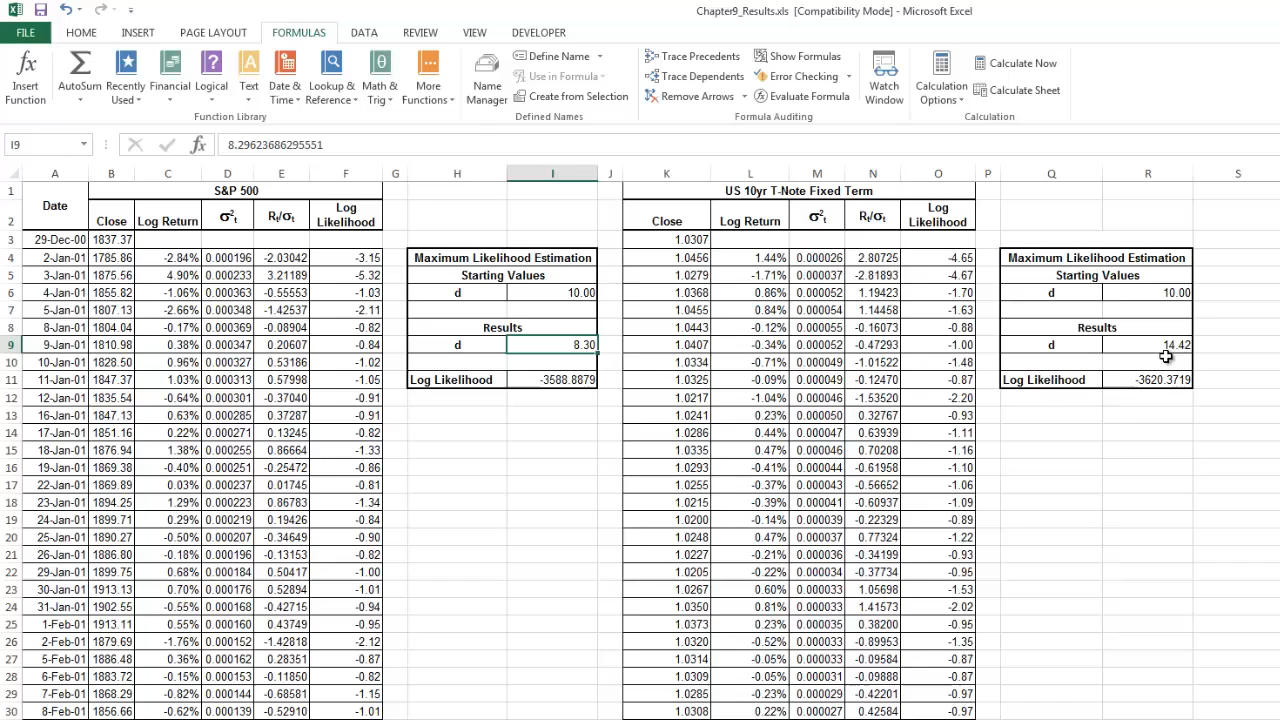 Chapter9_Results.xls [Compatibility Mode] - Microsoft Excel
FILE HOME INSERT PAGE LAYOUT FORMULAS DATA REVIEW VIEW DEVELOPER
fx Insert Function
Σ AutoSum
Recently Used
Financial
Logical
Text
Date & Time
Lookup & Reference
Math & Trig
More Functions
Function Library
Name Manager
Define Name
Use in Formula
Create from Selection
Defined Names
Trace Precedents
Trace Dependents
Remove Arrows
Show Formulas
Error Checking
Evaluate Formula
Formula Auditing
Watch Window
Calculation Options
Calculate Now
Calculate Sheet
Calculation
I9 fx 8.29623686295551
A B C D E F G H I J K L M N O P Q R S
1 S&P 500 US 10yr T-Note Fixed Term
2 Date Close Log Return σ²t Rt/σt Log Likelihood Close Log Return σ²t Rt/σt Log Likelihood
3 29-Dec-00 1837.37 1.0307
4 2-Jan-01 1785.86 -2.84% 0.000196 -2.03042 -3.15 Maximum Likelihood Estimation 1.0456 1.44% 0.000026 2.80725 -4.65 Maximum Likelihood Estimation
5 3-Jan-01 1875.56 4.90% 0.000233 3.21189 -5.32 Starting Values 1.0279 -1.71% 0.000036 -2.81893 -4.67 Starting Values
6 4-Jan-01 1855.82 -1.06% 0.000363 -0.55553 -1.03 d 10.00 1.0368 0.86% 0.000052 1.19423 -1.70 d 10.00
7 5-Jan-01 1807.13 -2.66% 0.000348 -1.42537 -2.11 1.0455 0.84% 0.000054 1.14458 -1.63
8 8-Jan-01 1804.04 -0.17% 0.000369 -0.08904 -0.82 Results 1.0443 -0.12% 0.000055 -0.16073 -0.88 Results
9 9-Jan-01 1810.98 0.38% 0.000347 0.20607 -0.84 d 8.30 1.0407 -0.34% 0.000052 -0.47293 -1.00 d 14.42
10 10-Jan-01 1828.50 0.96% 0.000327 0.53186 -1.02 1.0334 -0.71% 0.000049 -1.01522 -1.48
11 11-Jan-01 1847.37 1.03% 0.000313 0.57998 -1.05 Log Likelihood -3588.8879 1.0325 -0.09% 0.000049 -0.12470 -0.87 Log Likelihood -3620.3719
12 12-Jan-01 1835.54 -0.64% 0.000301 -0.37040 -0.91 1.0217 -1.04% 0.000046 -1.53520 -2.20
13 16-Jan-01 1847.13 0.63% 0.000285 0.37287 -0.91 1.0241 0.23% 0.000050 0.32767 -0.93
14 17-Jan-01 1851.16 0.22% 0.000271 0.13245 -0.82 1.0286 0.44% 0.000047 0.63939 -1.11
15 18-Jan-01 1876.94 1.38% 0.000255 0.86664 -1.33 1.0335 0.47% 0.000046 0.70208 -1.16
16 19-Jan-01 1869.38 -0.40% 0.000251 -0.25472 -0.86 1.0293 -0.41% 0.000044 -0.61958 -1.10
17 22-Jan-01 1869.89 0.03% 0.000237 0.01745 -0.81 1.0255 -0.37% 0.000043 -0.56652 -1.06
18 23-Jan-01 1894.25 1.29% 0.000223 0.86783 -1.34 1.0215 -0.39% 0.000041 -0.60937 -1.09
19 24-Jan-01 1899.71 0.29% 0.000219 0.19426 -0.84 1.0200 -0.14% 0.000039 -0.22329 -0.89
20 25-Jan-01 1890.27 -0.50% 0.000207 -0.34649 -0.90 1.0248 0.47% 0.000037 0.77324 -1.22
21 26-Jan-01 1886.80 -0.18% 0.000196 -0.13153 -0.82 1.0227 -0.21% 0.000036 -0.34199 -0.93
22 29-Jan-01 1899.75 0.68% 0.000184 0.50417 -1.00 1.0205 -0.22% 0.000034 -0.37734 -0.95
23 30-Jan-01 1913.13 0.70% 0.000176 0.52894 -1.01 1.0267 0.60% 0.000033 1.05698 -1.53
24 31-Jan-01 1902.55 -0.55% 0.000168 -0.42715 -0.94 1.0350 0.81% 0.000033 1.41573 -2.02
25 1-Feb-01 1913.11 0.55% 0.000160 0.43749 -0.95 1.0373 0.23% 0.000035 0.38200 -0.95
26 2-Feb-01 1879.69 -1.76% 0.000152 -1.42818 -2.12 1.0320 -0.52% 0.000033 -0.89953 -1.35
27 5-Feb-01 1886.48 0.36% 0.000162 0.28351 -0.87 1.0314 -0.05% 0.000033 -0.09584 -0.87
28 6-Feb-01 1883.72 -0.15% 0.000153 -0.11850 -0.82 1.0309 -0.05% 0.000031 -0.09888 -0.87
29 7-Feb-01 1868.29 -0.82% 0.000144 -0.68581 -1.15 1.0285 -0.23% 0.000029 -0.42201 -0.97
30 8-Feb-01 1856.66 -0.62% 0.000139 -0.52910 -1.01 1.0308 0.22% 0.000027 0.42584 -0.97